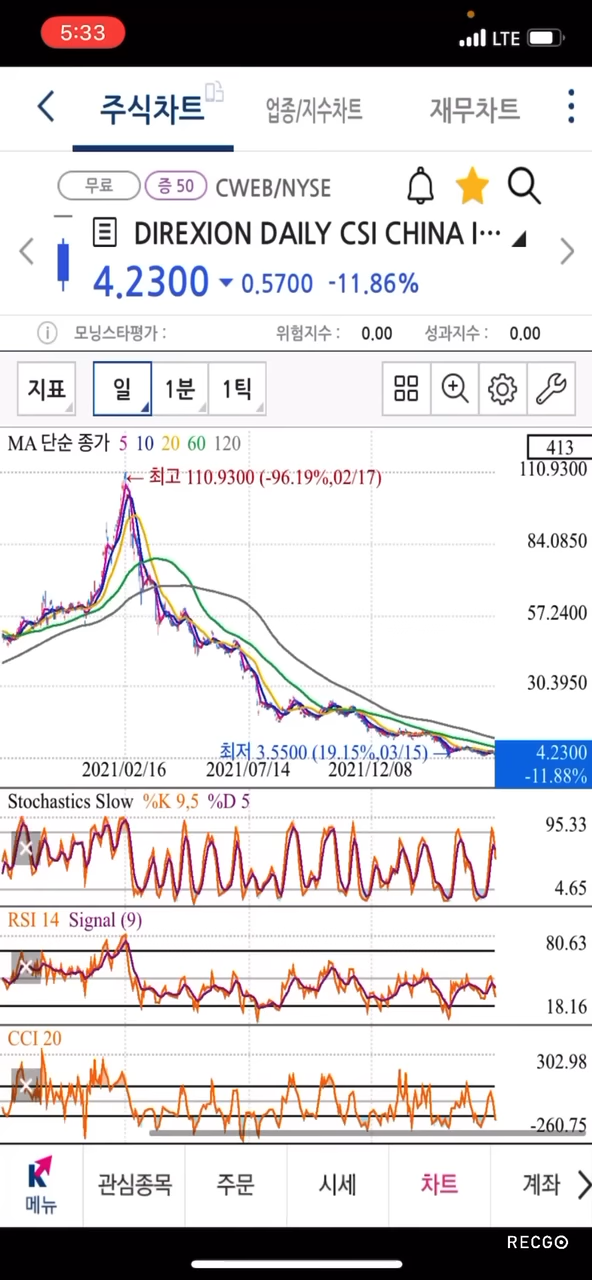 5:33
LTE
주식차트 업종/지수차트 재무차트
무료 증 50 CWEB/NYSE
DIREXION DAILY CSI CHINA I···
4.2300 ▼ 0.5700 -11.86%
모닝스타평가 : 위험지수 : 0.00 성과지수 : 0.00
지표 일 1분 1틱
MA 단순 종가 5 10 20 60 120
413
110.9300
← 최고 110.9300 (-96.19%,02/17)
84.0850
57.2400
30.3950
최저 3.5500 (19.15%,03/15) →
4.2300
-11.88%
2021/02/16 2021/07/14 2021/12/08
Stochastics Slow %K 9,5 %D 5
95.33
4.65
RSI 14 Signal (9)
80.63
18.16
CCI 20
302.98
-260.75
K
메뉴 관심종목 주문 시세 차트 계좌
RECGO